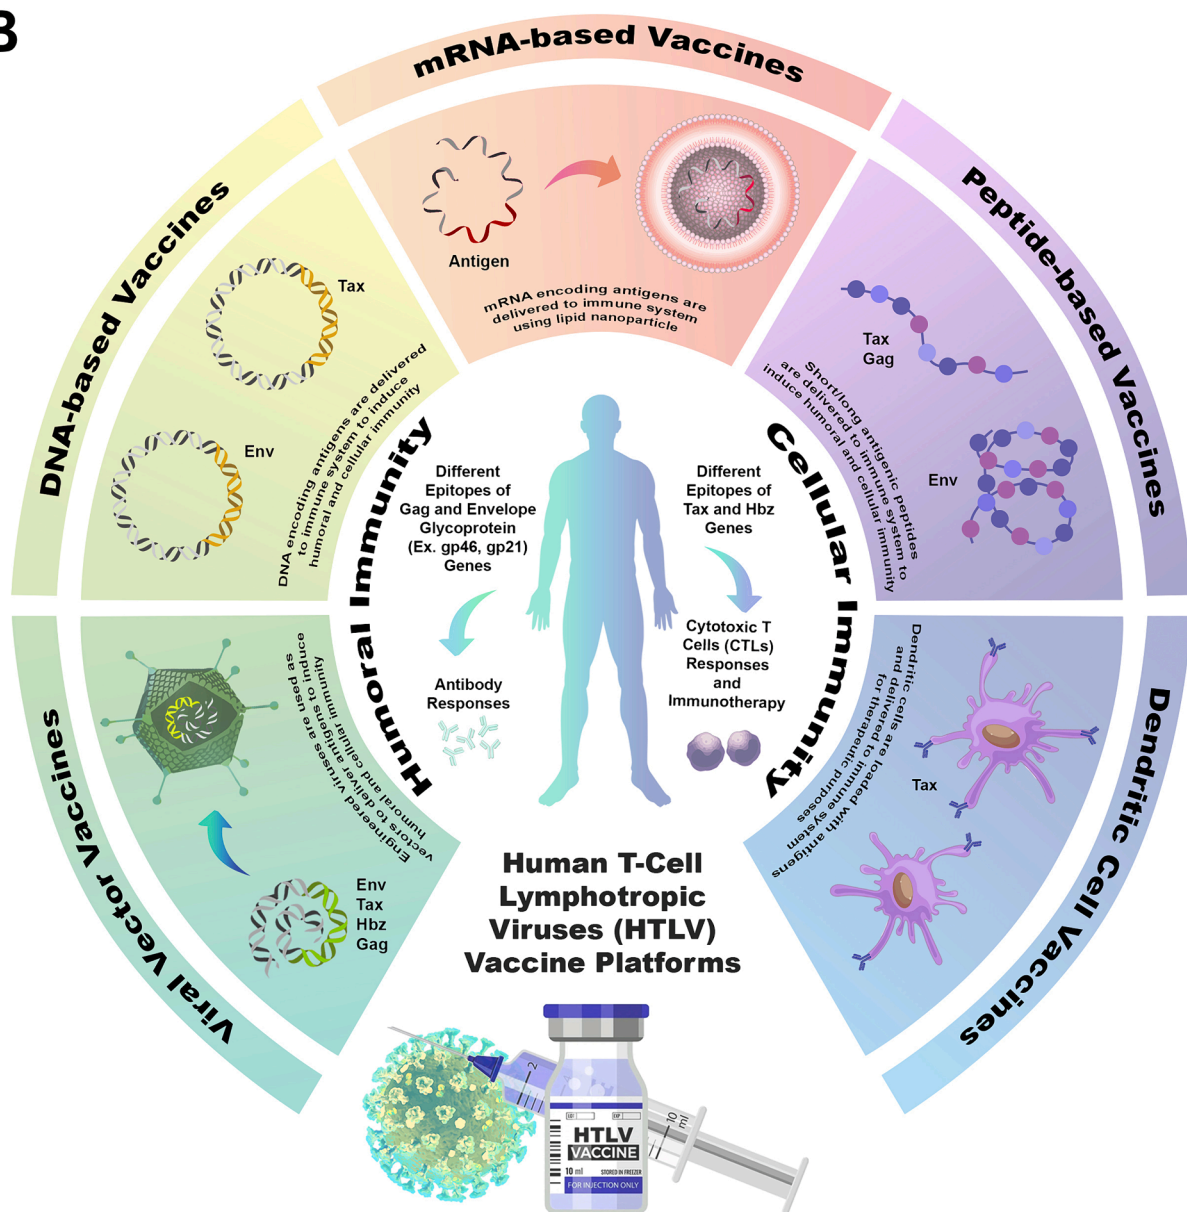 B
mRNA-based Vaccines
Antigen
mRNA encoding antigens are
delivered to immune system
using lipid nanoparticle
DNA-based Vaccines
Tax
Env
DNA encoding antigens are delivered
to immune system to induce
humoral and cellular immunity
Peptide-based Vaccines
Tax
Gag
Env
Short/long antigenic peptides
are delivered to immune system to
induce humoral and cellular immunity
Humoral Immunity
Different
Epitopes of
Gag and Envelope
Glycoprotein
(Ex. gp46, gp21)
Genes
Antibody
Responses
Cellular Immunity
Different
Epitopes of
Tax and Hbz
Genes
Cytotoxic T
Cells (CTLs)
Responses
and
Immunotherapy
Viral Vector Vaccines
Engineered viruses are used as
vectors to deliver antigens to induce
humoral and cellular immunity
Env
Tax
Hbz
Gag
Dendritic Cell Vaccines
Dendritic cells are loaded with antigens
and delivered to immune system
for therapeutic purposes
Tax
Human T-Cell
Lymphotropic
Viruses (HTLV)
Vaccine Platforms
2
10
ml
EXP
HTLV
VACCINE
10 ml
STORED IN FREEZER
FOR INJECTION ONLY